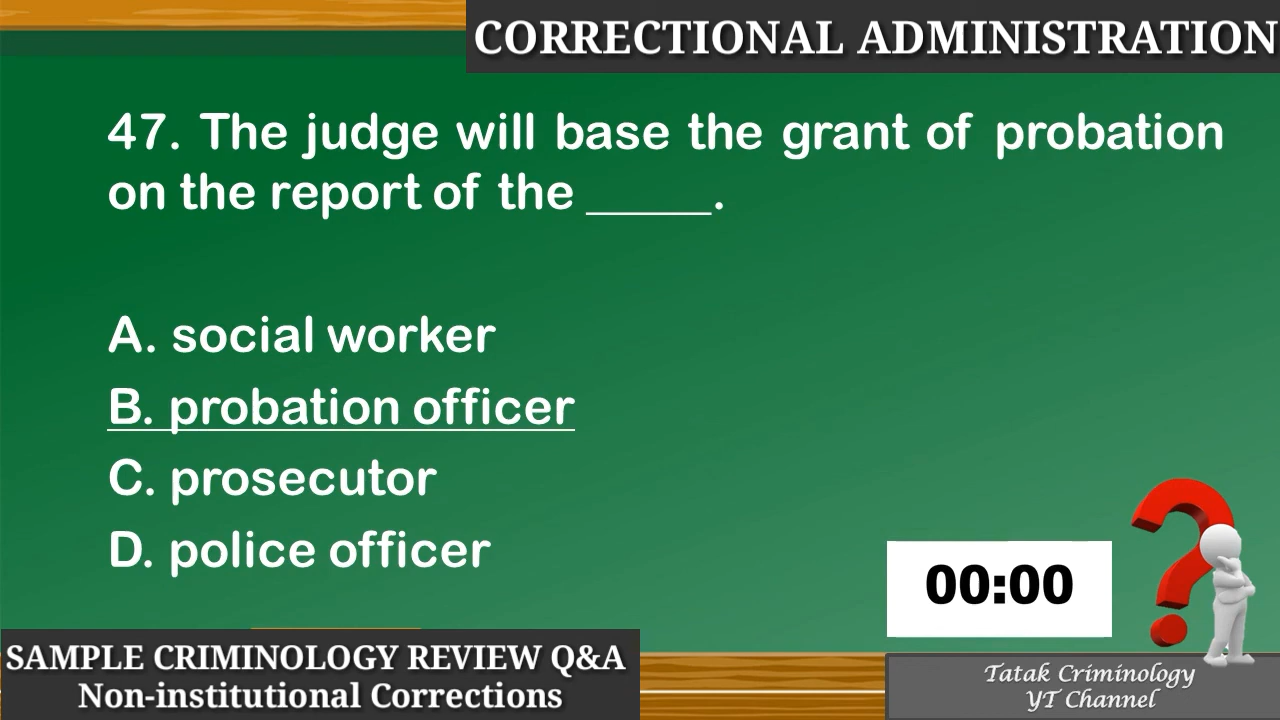 CORRECTIONAL ADMINISTRATION
47. The judge will base the grant of probation
on the report of the _____.
A. social worker
B. probation officer
C. prosecutor
D. police officer
00:00
SAMPLE CRIMINOLOGY REVIEW Q&A
Non-institutional Corrections
Tatak Criminology
YT Channel